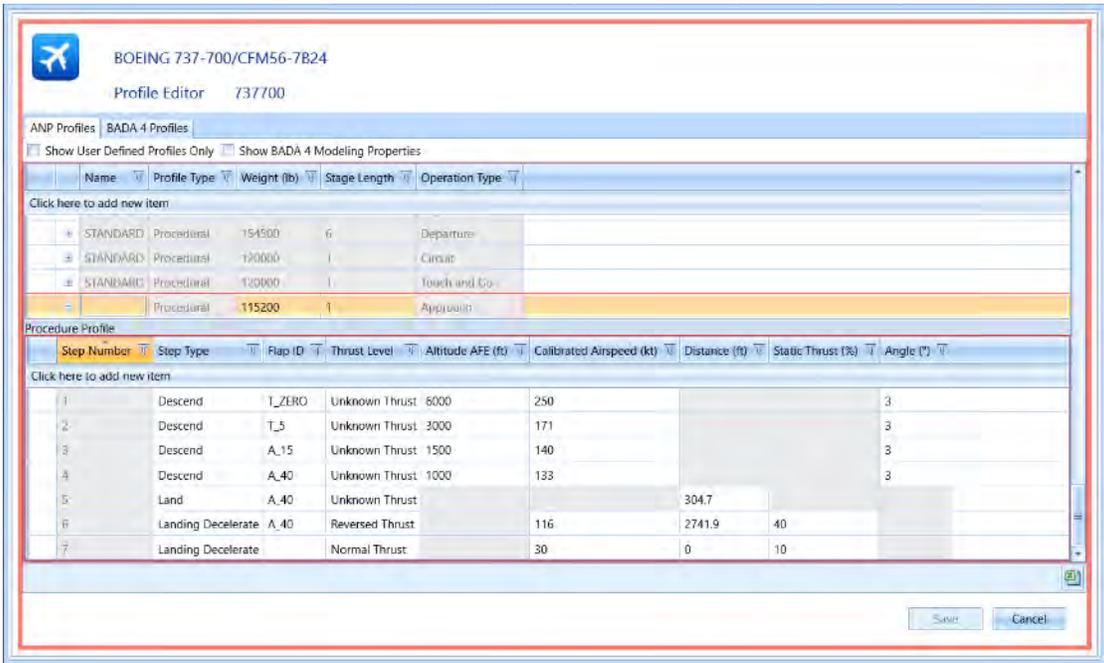 BOEING 737-700/CFM56-7B24
Profile Editor 737700
ANP Profiles BADA 4 Profiles
Show User Defined Profiles Only Show BADA 4 Modeling Properties
Name Profile Type Weight (lb) Stage Length Operation Type
Click here to add new item
STANDARD Procedural 154500 6 Departure
STANDARD Procedural 120000 1 Circuit
STANDARD Procedural 120000 1 Touch and Go
Procedural 115200 1 Approach
Procedure Profile
Step Number Step Type Flap ID Thrust Level Altitude AFE (ft) Calibrated Airspeed (kt) Distance (ft) Static Thrust (%) Angle (°)
Click here to add new item
1 Descend T_ZERO Unknown Thrust 6000 250 3
2 Descend T_5 Unknown Thrust 3000 171 3
3 Descend A_15 Unknown Thrust 1500 140 3
4 Descend A_40 Unknown Thrust 1000 133 3
5 Land A_40 Unknown Thrust 304.7
6 Landing Decelerate A_40 Reversed Thrust 116 2741.9 40
7 Landing Decelerate Normal Thrust 30 0 10
Save Cancel